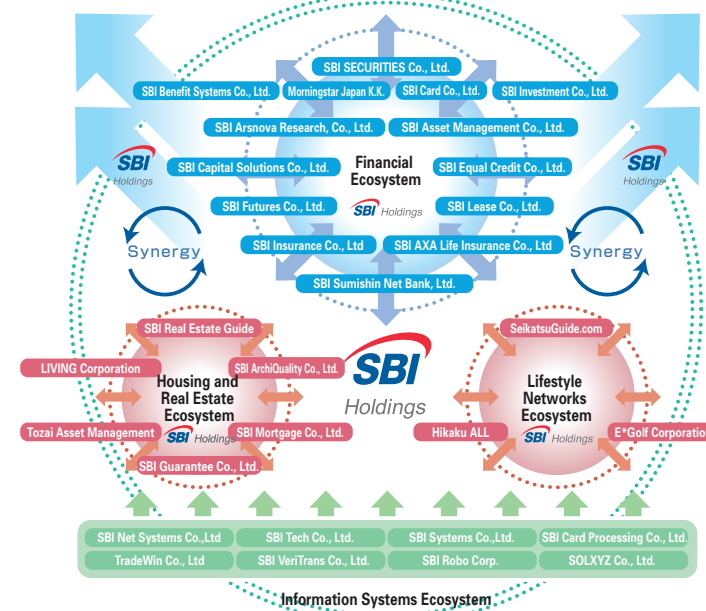 SBI SECURITIES Co., Ltd.
SBI Benefit Systems Co., Ltd.
Morningstar Japan K.K.
SBI Card Co., Ltd.
SBI Investment Co., Ltd.
SBI Arsnova Research, Co., Ltd.
SBI Asset Management Co., Ltd.
SBI
Holdings
SBI Capital Solutions Co., Ltd.
Financial
Ecosystem
SBI Holdings
SBI Equal Credit Co., Ltd.
SBI
Holdings
SBI Futures Co., Ltd.
SBI Lease Co., Ltd.
Synergy
SBI Insurance Co., Ltd
SBI AXA Life Insurance Co., Ltd
Synergy
SBI Sumishin Net Bank, Ltd.
SBI Real Estate Guide
LIVING Corporation
SBI ArchiQuality Co., Ltd.
Housing and
Real Estate
Ecosystem
SBI Holdings
Tozai Asset Management
SBI Mortgage Co., Ltd.
SBI Guarantee Co., Ltd.
SBI
Holdings
SeikatsuGuide.com
Lifestyle
Networks
Ecosystem
SBI Holdings
Hikaku ALL
E*Golf Corporatio
SBI Net Systems Co.,Ltd
SBI Tech Co., Ltd.
SBI Systems Co.,Ltd.
SBI Card Processing Co., Ltd.
TradeWin Co., Ltd
SBI VeriTrans Co., Ltd.
SBI Robo Corp.
SOLXYZ Co., Ltd.
Information Systems Ecosystem